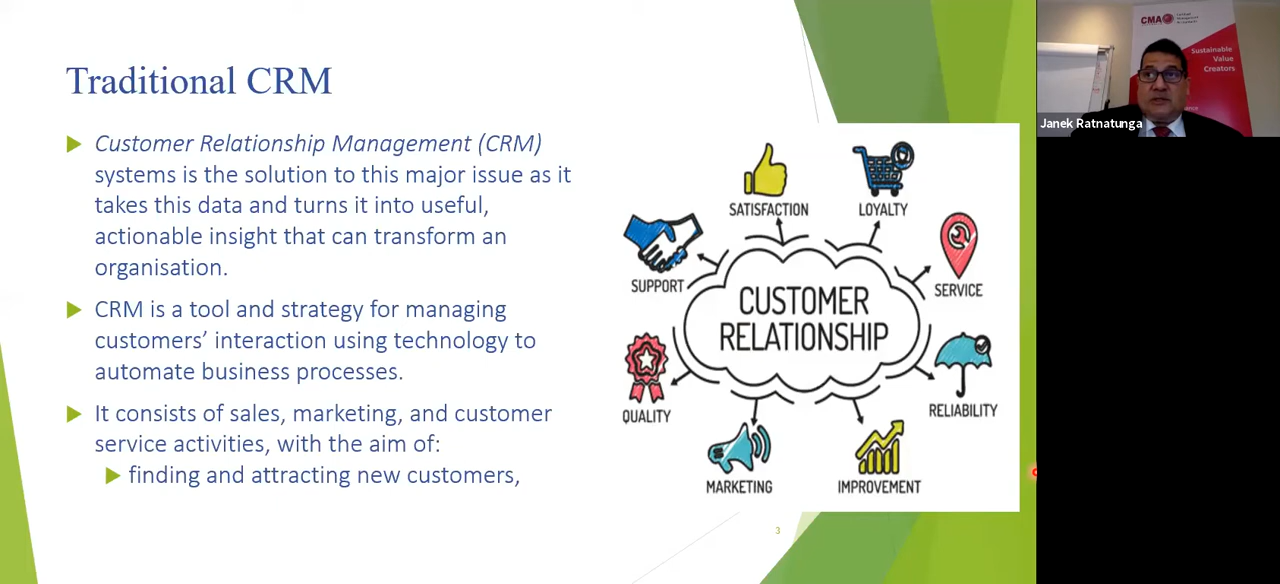 Traditional CRM
Customer Relationship Management (CRM)
systems is the solution to this major issue as it
takes this data and turns it into useful,
actionable insight that can transform an
organisation.
CRM is a tool and strategy for managing
customers’ interaction using technology to
automate business processes.
It consists of sales, marketing, and customer
service activities, with the aim of:
finding and attracting new customers,
SATISFACTION
LOYALTY
SUPPORT
SERVICE
CUSTOMER
RELATIONSHIP
QUALITY
RELIABILITY
MARKETING
IMPROVEMENT
3
CMA
Sustainable
Value
Creators
Janek Ratnatunga